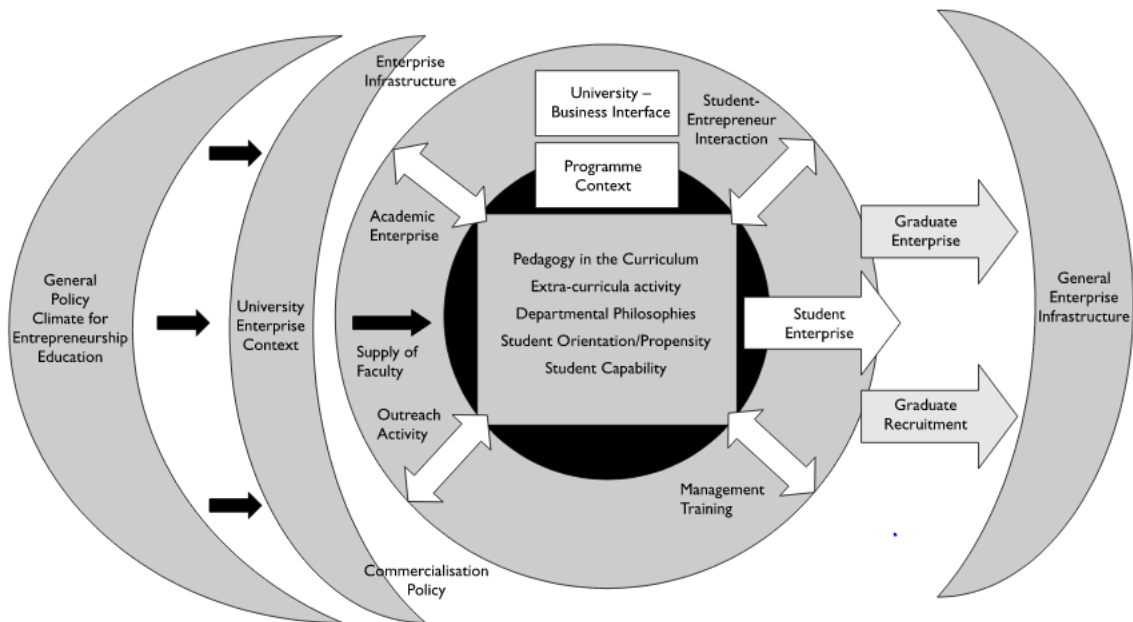 General
Policy
Climate for
Entrepreneurship
Education
University
Enterprise
Context
Enterprise
Infrastructure
Academic
Enterprise
Supply of
Faculty
Outreach
Activity
Commercialisation
Policy
University –
Business Interface
Programme
Context
Student-
Entrepreneur
Interaction
Pedagogy in the Curriculum
Extra-curricula activity
Departmental Philosophies
Student Orientation/Propensity
Student Capability
Management
Training
Graduate
Enterprise
Student
Enterprise
Graduate
Recruitment
General
Enterprise
Infrastructure